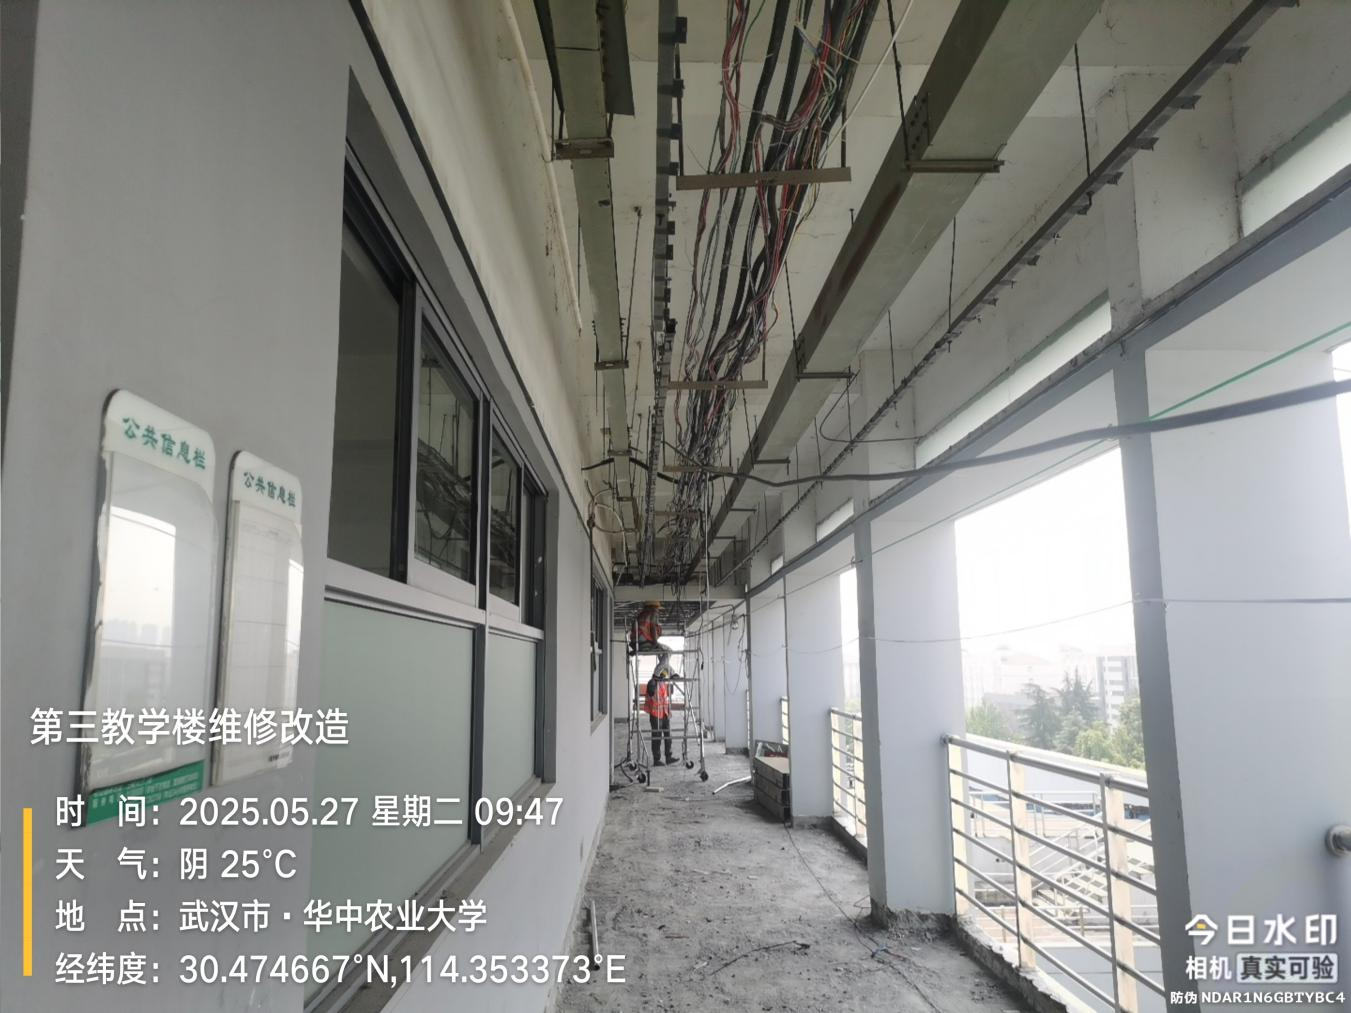 公共信息栏
公共信息栏
第三教学楼维修改造
时 间：2025.05.27 星期二 09:47
天 气：阴 25°C
地 点：武汉市·华中农业大学
经纬度：30.474667°N,114.353373°E
今日水印
相机 真实可验
防伪 NDAR1N6GBTYBC4